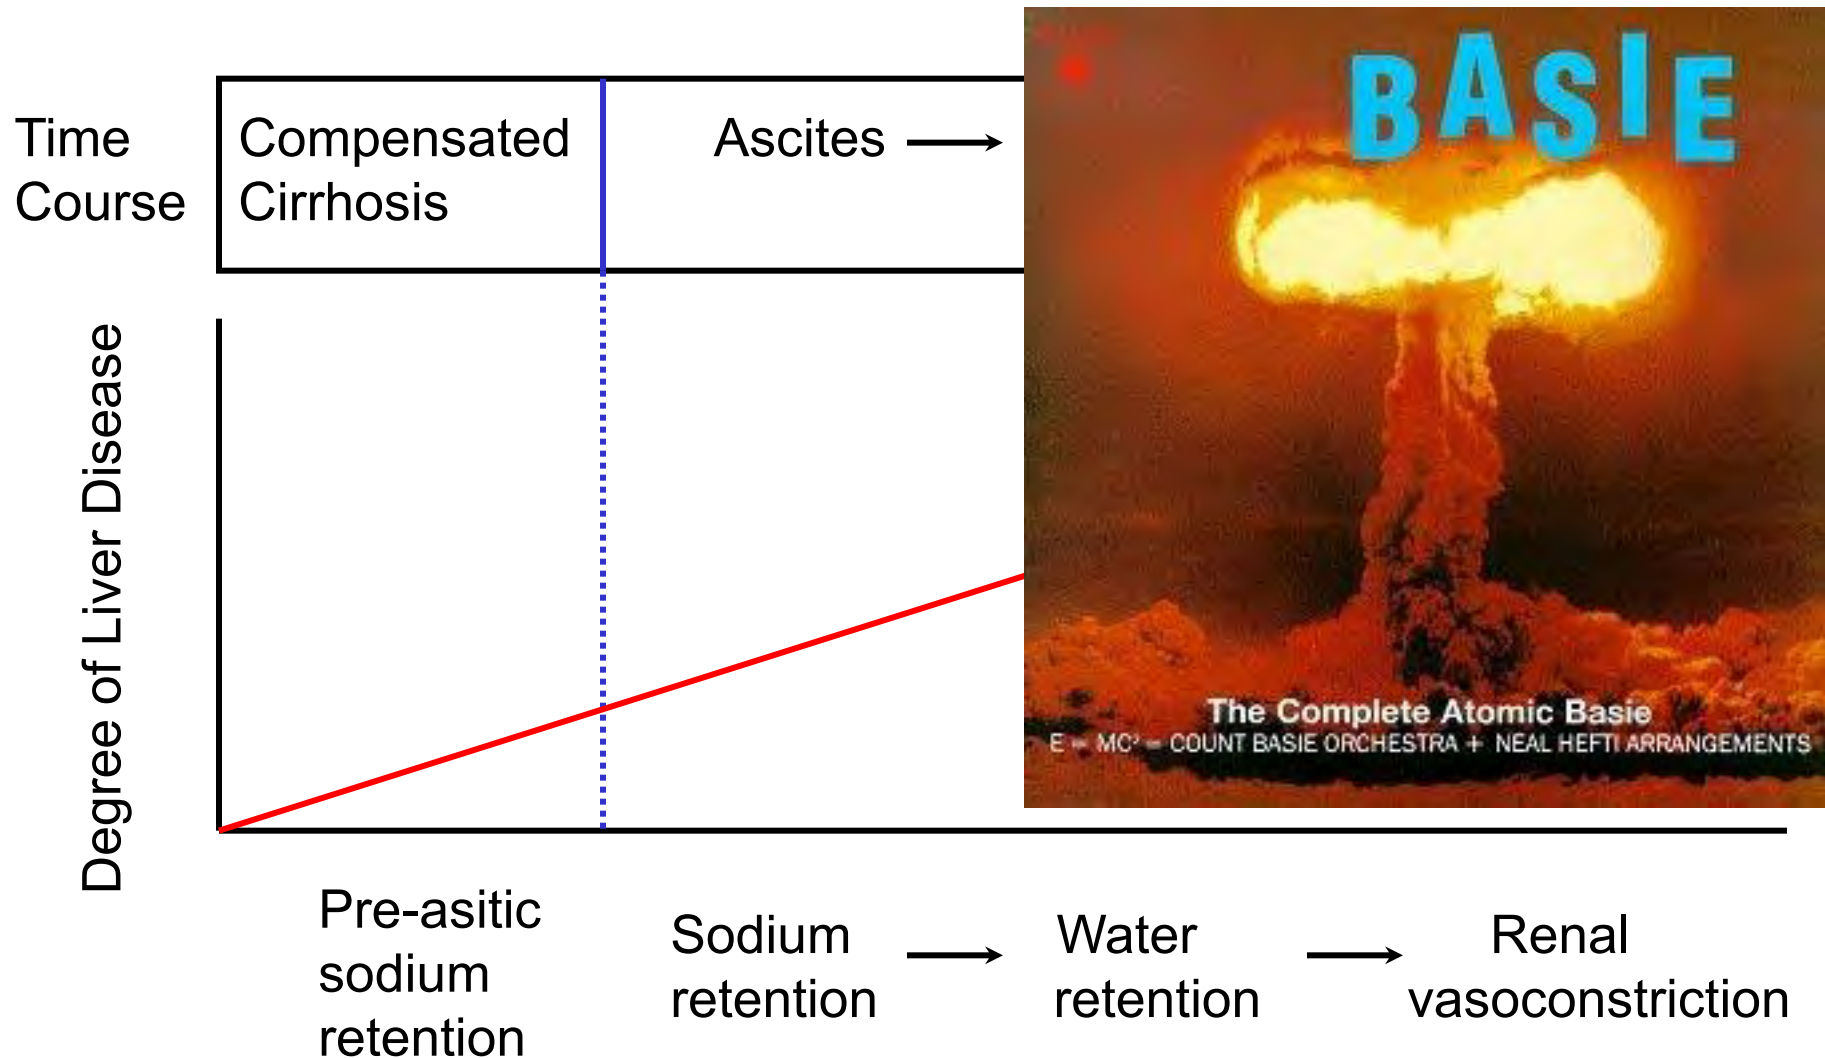 Time
Course
Compensated
Cirrhosis
Ascites
BASIE
Degree of Liver Disease
The Complete Atomic Basie
E = MC² = COUNT BASIE ORCHESTRA + NEAL HEFTI ARRANGEMENTS
Pre-asitic
sodium
retention
Sodium
retention
Water
retention
Renal
vasoconstriction